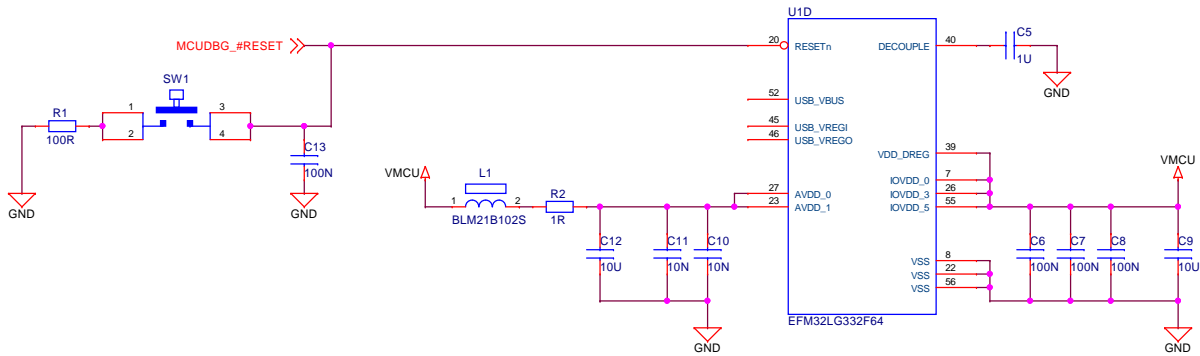 U1D
MCUDBG_#RESET
20
RESETn
DECOUPLE
40
C5
1U
GND
SW1
R1
100R
1
2
3
4
C13
100N
GND
GND
52
USB_VBUS
45
USB_VREGI
46
USB_VREGO
VDD_DREG
39
IOVDD_0
7
IOVDD_3
26
IOVDD_5
55
VMCU
VMCU
L1
1
2
BLM21B102S
R2
1R
27
AVDD_0
23
AVDD_1
C12
10U
C11
10N
C10
10N
GND
C6
100N
C7
100N
C8
100N
C9
10U
VSS
8
VSS
22
VSS
56
GND
EFM32LG332F64